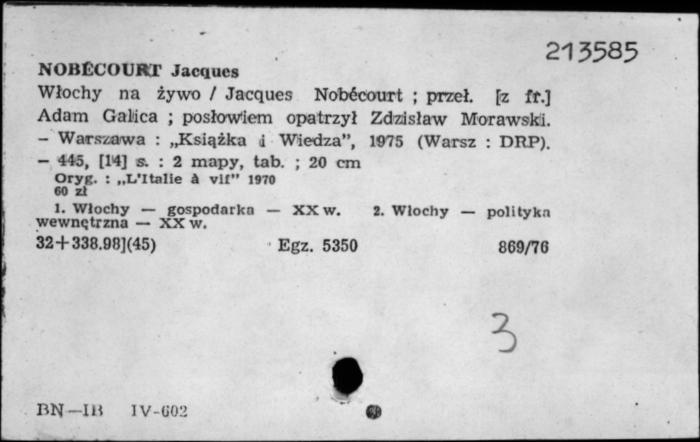 213585
NOBÉCOURT Jacques
Włochy na żywo / Jacques Nobécourt ; przeł. [z fr.]
Adam Galica ; posłowiem opatrzył Zdzisław Morawski.
– Warszawa : „Książka i Wiedza”, 1975 (Warsz : DRP).
– 445, [14] s. : 2 mapy, tab. ; 20 cm
Oryg. : „L'Italie à vif” 1970
60 zł
1. Włochy — gospodarka — XX w. 2. Włochy — polityka
wewnętrzna — XX w.
32+338.98](45) Egz. 5350 869/76
3
BN—IB IV-602